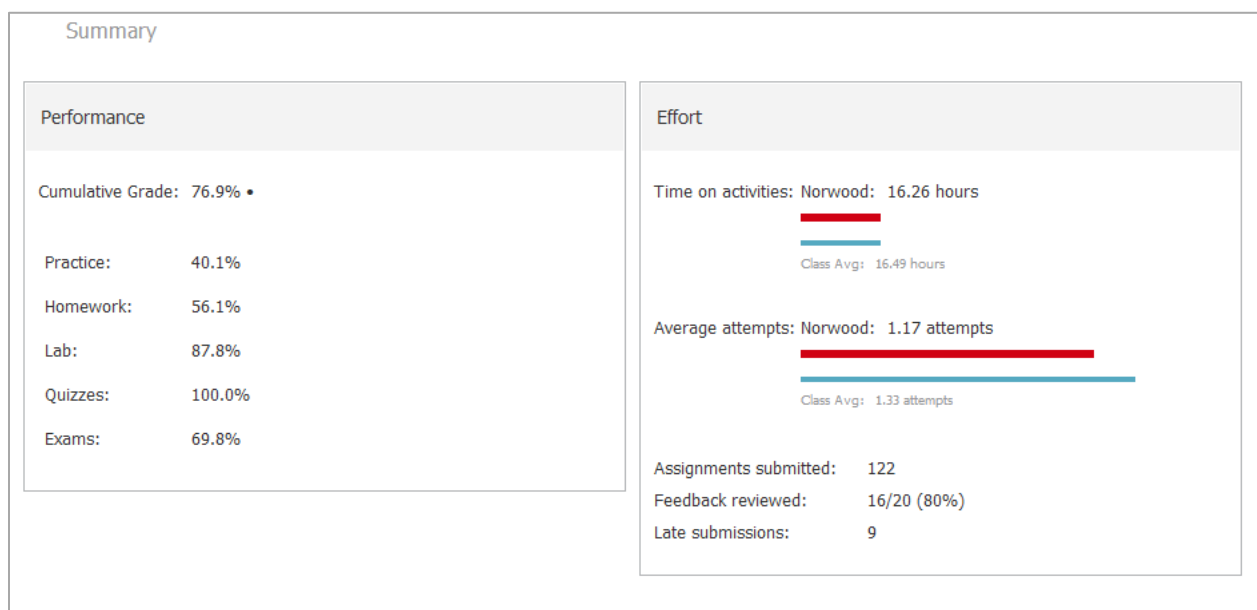 Summary
Performance
Cumulative Grade: 76.9% •
Practice: 40.1%
Homework: 56.1%
Lab: 87.8%
Quizzes: 100.0%
Exams: 69.8%
Effort
Time on activities: Norwood: 16.26 hours
Class Avg: 16.49 hours
Average attempts: Norwood: 1.17 attempts
Class Avg: 1.33 attempts
Assignments submitted: 122
Feedback reviewed: 16/20 (80%)
Late submissions: 9